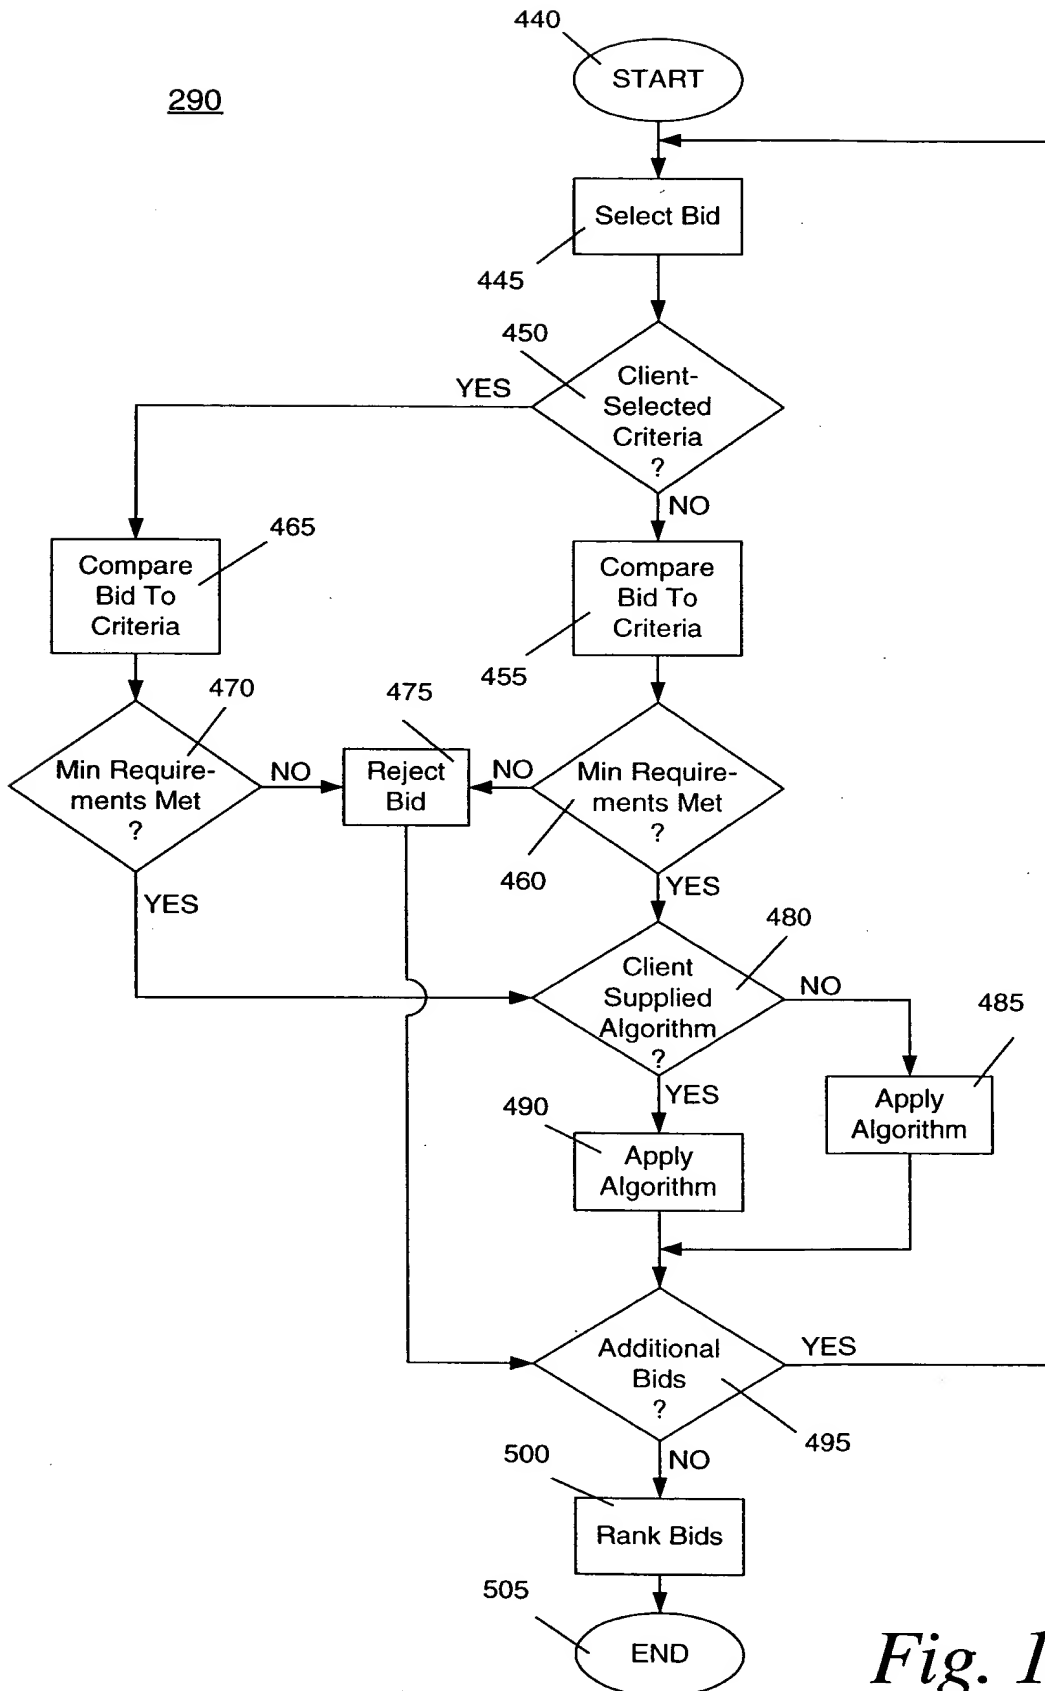 440
START
290
Select Bid
445
450
YES
Client-
Selected
Criteria
?
NO
465
Compare
Bid To
Criteria
Compare
Bid To
Criteria
455
470
475
Min Require-
ments Met
?
NO
Reject
Bid
NO
Min Require-
ments Met
?
460
YES
YES
480
Client
Supplied
Algorithm
?
NO
485
YES
490
Apply
Algorithm
Apply
Algorithm
Additional
Bids
?
YES
495
NO
500
Rank Bids
505
END
Fig. 1